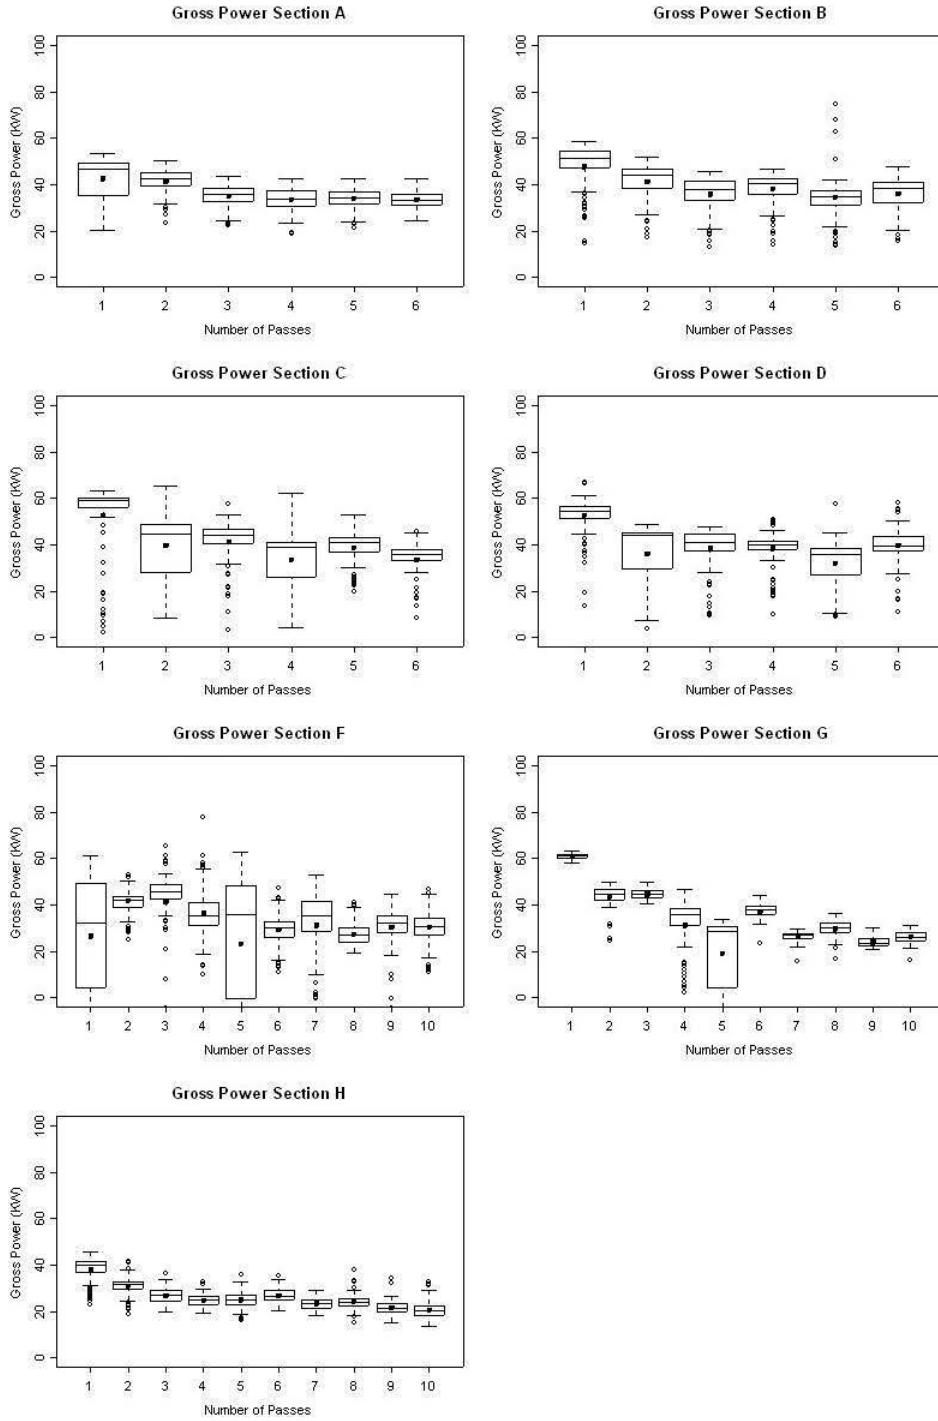 Gross Power Section A
Gross Power (KW)
0 20 40 60 80 100
1 2 3 4 5 6
Number of Passes
Gross Power Section B
Gross Power (KW)
0 20 40 60 80 100
1 2 3 4 5 6
Number of Passes
Gross Power Section C
Gross Power (KW)
0 20 40 60 80 100
1 2 3 4 5 6
Number of Passes
Gross Power Section D
Gross Power (KW)
0 20 40 60 80 100
1 2 3 4 5 6
Number of Passes
Gross Power Section F
Gross Power (KW)
0 20 40 60 80 100
1 2 3 4 5 6 7 8 9 10
Number of Passes
Gross Power Section G
Gross Power (KW)
0 20 40 60 80 100
1 2 3 4 5 6 7 8 9 10
Number of Passes
Gross Power Section H
Gross Power (KW)
0 20 40 60 80 100
1 2 3 4 5 6 7 8 9 10
Number of Passes